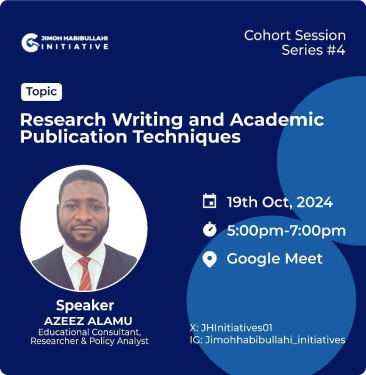 JIMOH HABIBULLAHI
INITIATIVE
Cohort Session
Series #4
Topic
Research Writing and Academic
Publication Techniques
19th Oct, 2024
5:00pm-7:00pm
Google Meet
Speaker
AZEEZ ALAMU
Educational Consultant,
Researcher & Policy Analyst
X: JHInitiatives01
IG: Jimohhabibullahi_initiatives